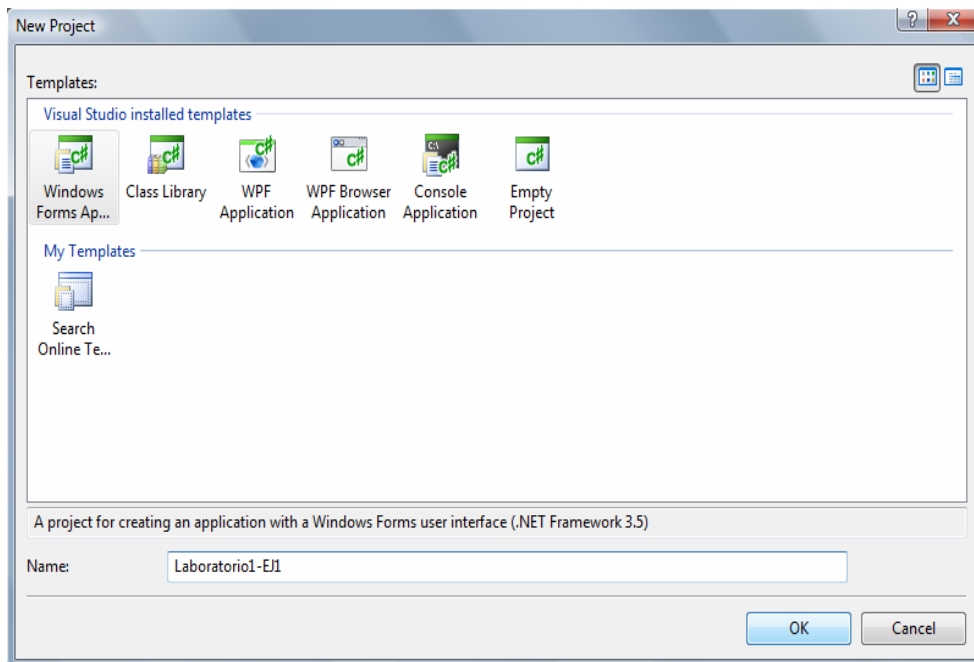 New Project
Templates:
Visual Studio installed templates
Windows Forms Ap...
Class Library
WPF Application
WPF Browser Application
Console Application
Empty Project
My Templates
Search Online Te...
A project for creating an application with a Windows Forms user interface (.NET Framework 3.5)
Name:
Laboratorio1-EJ1
OK
Cancel